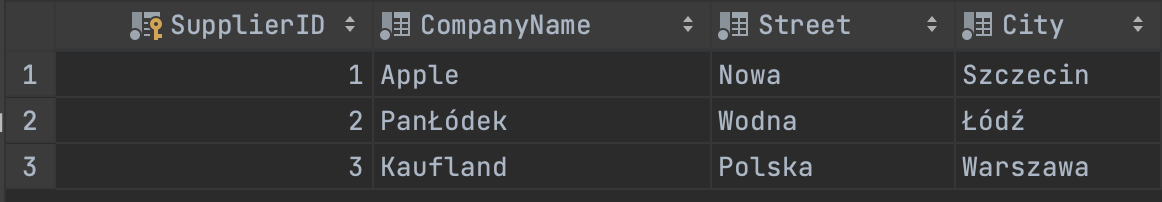 SupplierID CompanyName Street City
1 1 Apple Nowa Szczecin
2 2 PanŁódek Wodna Łódź
3 3 Kaufland Polska Warszawa